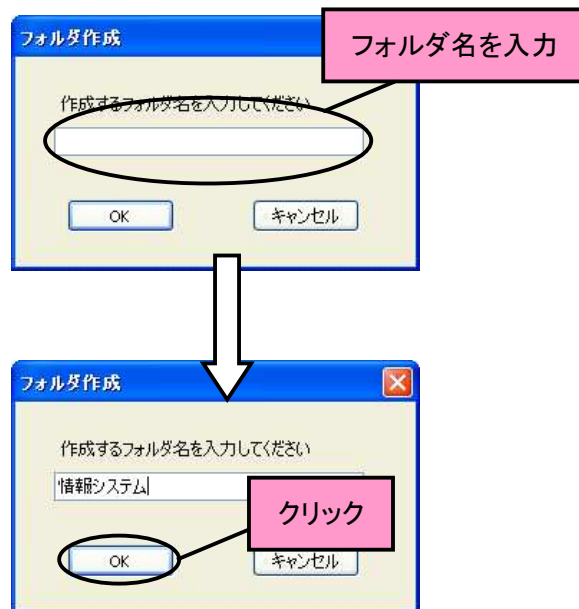 フォルダ作成
フォルダ名を入力
作成するフォルダ名を入力してください
OK
キャンセル
フォルダ作成
作成するフォルダ名を入力してください
情報システム
クリック
OK
キャンセル